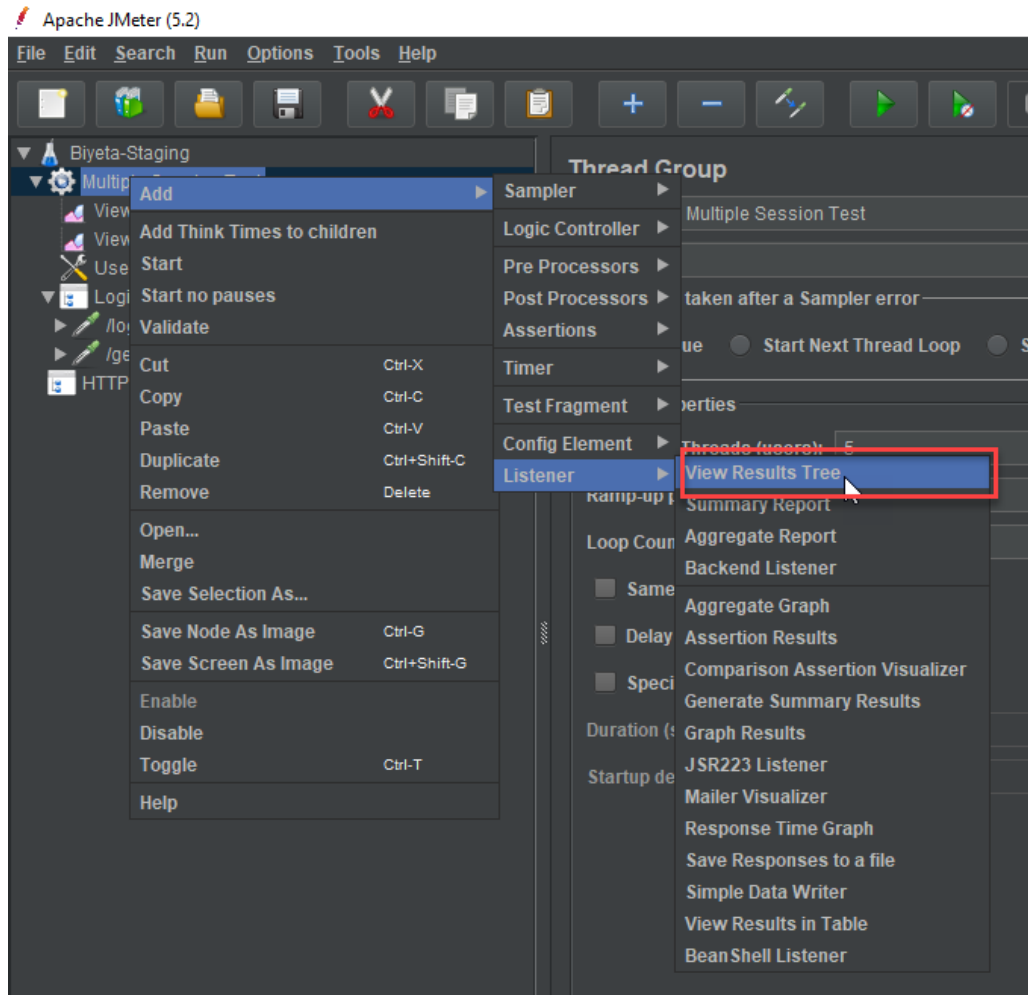 Apache JMeter (5.2)
File Edit Search Run Options Tools Help
Biyeta-Staging
Multip
View
View
Use
Logi
/log
/ge
HTTP
Add
Add Think Times to children
Start
Start no pauses
Validate
Cut Ctrl-X
Copy Ctrl-C
Paste Ctrl-V
Duplicate Ctrl+Shift-C
Remove Delete
Open...
Merge
Save Selection As...
Save Node As Image Ctrl-G
Save Screen As Image Ctrl+Shift-G
Enable
Disable
Toggle Ctrl-T
Help
Sampler
Logic Controller
Pre Processors
Post Processors
Assertions
Timer
Test Fragment
Config Element
Listener
Thread Group
Multiple Session Test
taken after a Sampler error
ue Start Next Thread Loop S
perties
Threads (users): 5
Ramp-up p
Loop Coun
Same
Delay
Speci
Duration (s
Startup de
View Results Tree
Summary Report
Aggregate Report
Backend Listener
Aggregate Graph
Assertion Results
Comparison Assertion Visualizer
Generate Summary Results
Graph Results
JSR223 Listener
Mailer Visualizer
Response Time Graph
Save Responses to a file
Simple Data Writer
View Results in Table
BeanShell Listener